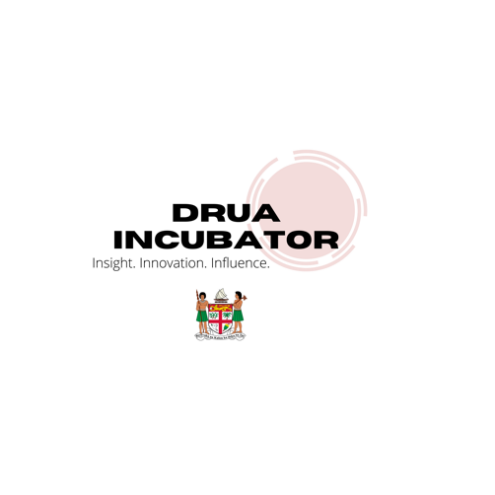 DRUA
INCUBATOR
Insight. Innovation. Influence.